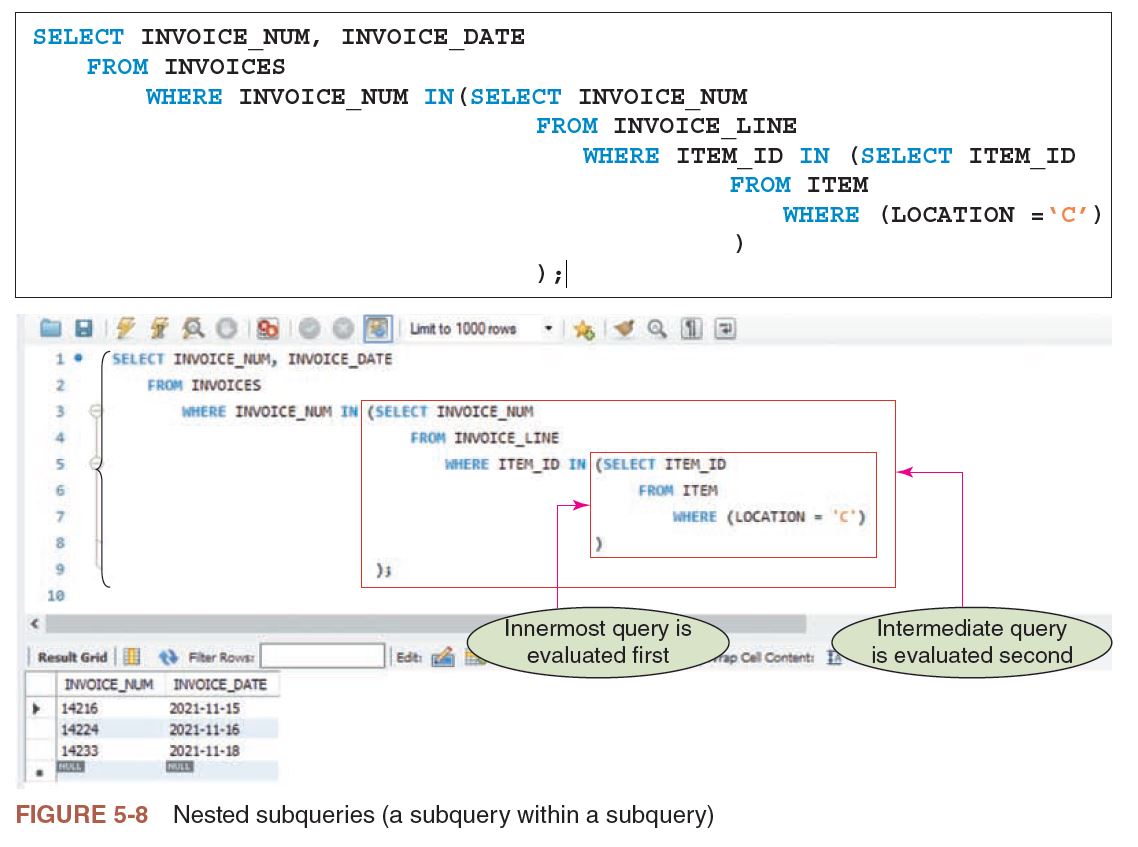 SELECT INVOICE_NUM, INVOICE_DATE
FROM INVOICES
WHERE INVOICE_NUM IN(SELECT INVOICE_NUM
FROM INVOICE_LINE
WHERE ITEM_ID IN (SELECT ITEM_ID
FROM ITEM
WHERE (LOCATION =‘C’)
)
);
Limit to 1000 rows
1 SELECT INVOICE_NUM, INVOICE_DATE
2 FROM INVOICES
3 WHERE INVOICE_NUM IN (SELECT INVOICE_NUM
4 FROM INVOICE_LINE
5 WHERE ITEM_ID IN (SELECT ITEM_ID
6 FROM ITEM
7 WHERE (LOCATION = 'C')
8 )
9 );
10
Innermost query is
evaluated first
Intermediate query
is evaluated second
Result Grid Filter Rows: Edit: Cell Content:
INVOICE_NUM INVOICE_DATE
14216 2021-11-15
14224 2021-11-16
14233 2021-11-18
NULL NULL
FIGURE 5-8 Nested subqueries (a subquery within a subquery)